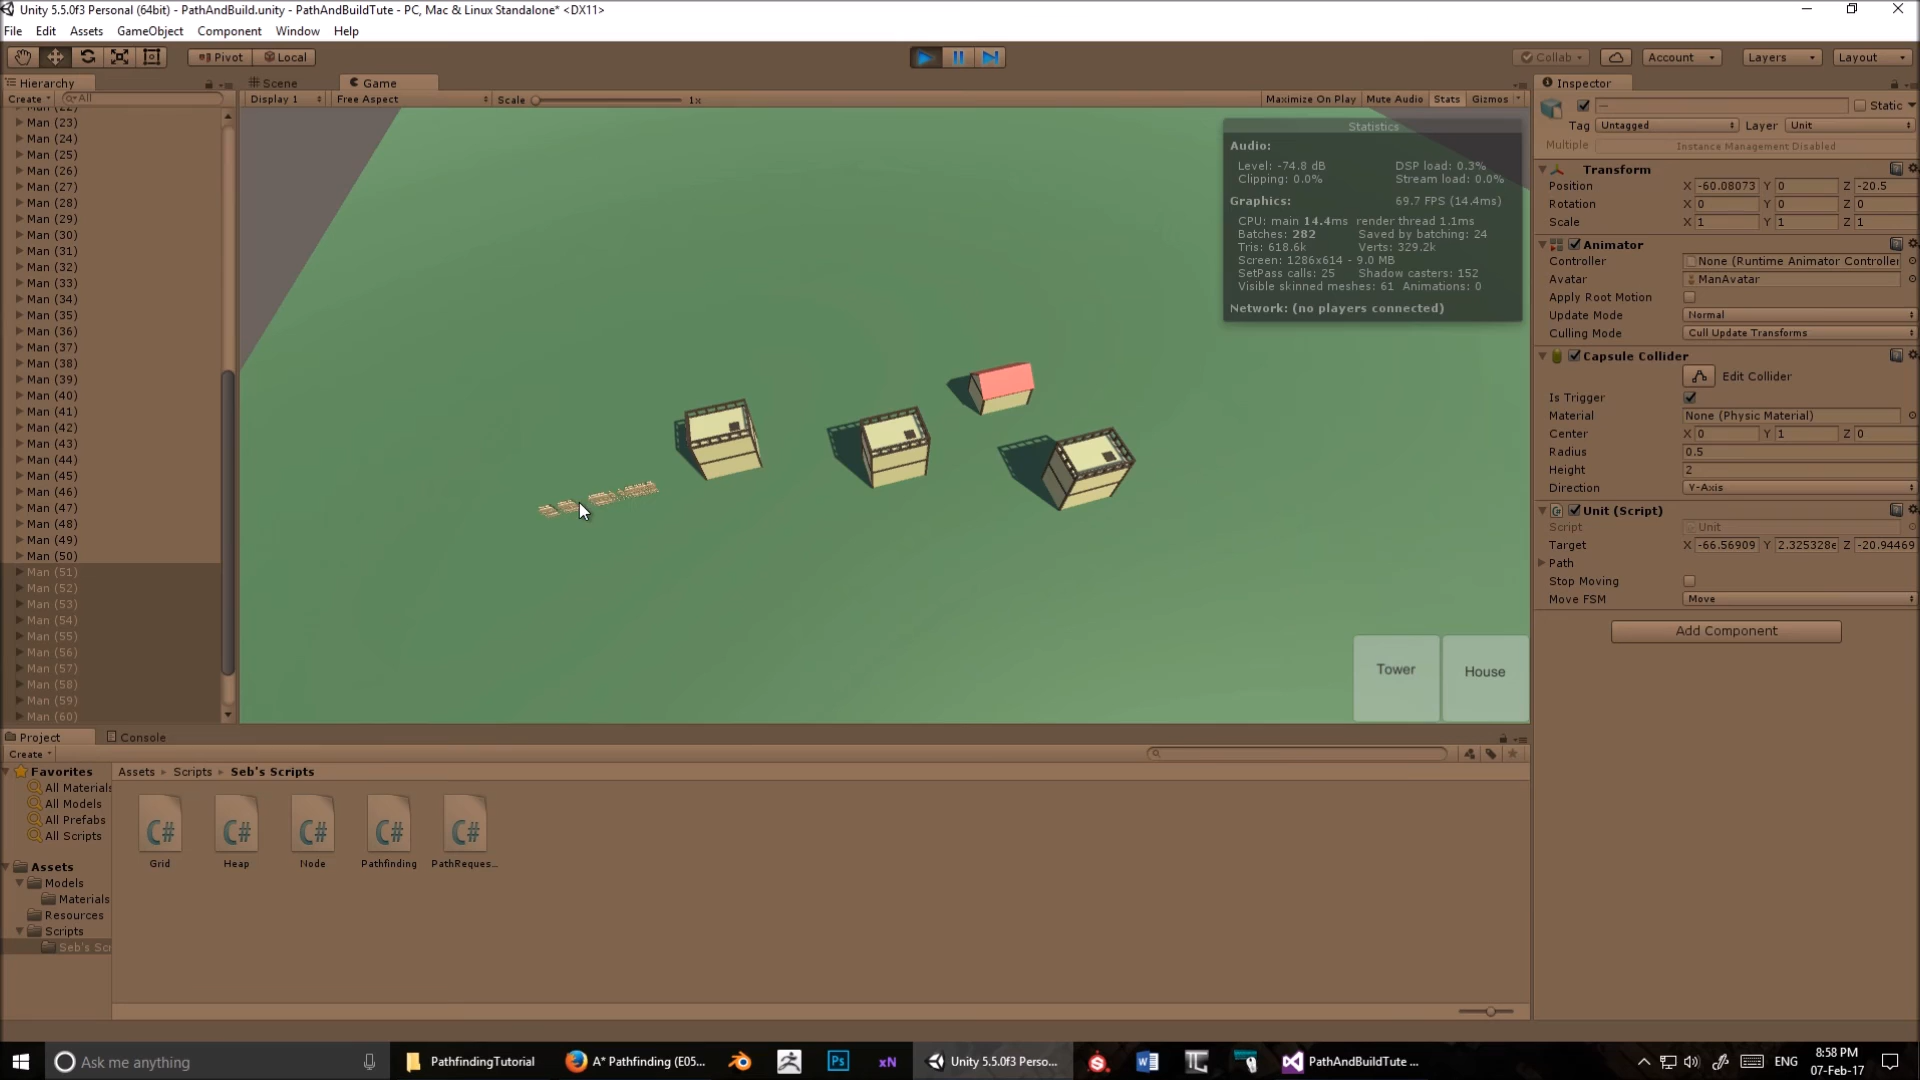 Unity 5.5.0f3 Personal (64bit) - PathAndBuild.unity - PathAndBuildTute - PC, Mac & Linux Standalone* <DX11>
File Edit Assets GameObject Component Window Help
Pivot Local Collab Account Layers Layout
Hierarchy
Create All
Man (22)
Man (23)
Man (24)
Man (25)
Man (26)
Man (27)
Man (28)
Man (29)
Man (30)
Man (31)
Man (32)
Man (33)
Man (34)
Man (35)
Man (36)
Man (37)
Man (38)
Man (39)
Man (40)
Man (41)
Man (42)
Man (43)
Man (44)
Man (45)
Man (46)
Man (47)
Man (48)
Man (49)
Man (50)
Man (51)
Man (52)
Man (53)
Man (54)
Man (55)
Man (56)
Man (57)
Man (58)
Man (59)
Man (60)
Scene Game
Display 1 Free Aspect Scale 1x Maximize On Play Mute Audio Stats Gizmos
Statistics
Audio:
Level: -74.8 dB DSP load: 0.3%
Clipping: 0.0% Stream load: 0.0%
Graphics: 69.7 FPS (14.4ms)
CPU: main 14.4ms render thread 1.1ms
Batches: 282 Saved by batching: 24
Tris: 618.6k Verts: 329.2k
Screen: 1286x614 - 9.0 MB
SetPass calls: 25 Shadow casters: 152
Visible skinned meshes: 61 Animations: 0
Network: (no players connected)
Tower House
Inspector
— Static
Tag Untagged Layer Unit
Multiple Instance Management Disabled
Transform
Position X -60.08073 Y 0 Z -20.5
Rotation X 0 Y 0 Z 0
Scale X 1 Y 1 Z 1
Animator
Controller None (Runtime Animator Controller
Avatar ManAvatar
Apply Root Motion
Update Mode Normal
Culling Mode Cull Update Transforms
Capsule Collider
Edit Collider
Is Trigger
Material None (Physic Material)
Center X 0 Y 1 Z 0
Radius 0.5
Height 2
Direction Y-Axis
Unit (Script)
Script Unit
Target X -66.56909 Y 2.325328e Z -20.94469
Path
Stop Moving
Move FSM Move
Add Component
Project Console
Create
Favorites
All Materials
All Models
All Prefabs
All Scripts
Assets
Models
Materials
Resources
Scripts
Seb's Scr
Assets Scripts Seb's Scripts
C# C# C# C# C#
Grid Heap Node Pathfinding PathReques...
Ask me anything PathfindingTutorial A* Pathfinding (E05... Ps xN Unity 5.5.0f3 Perso... PathAndBuildTute ... ENG
8:58 PM
07-Feb-17